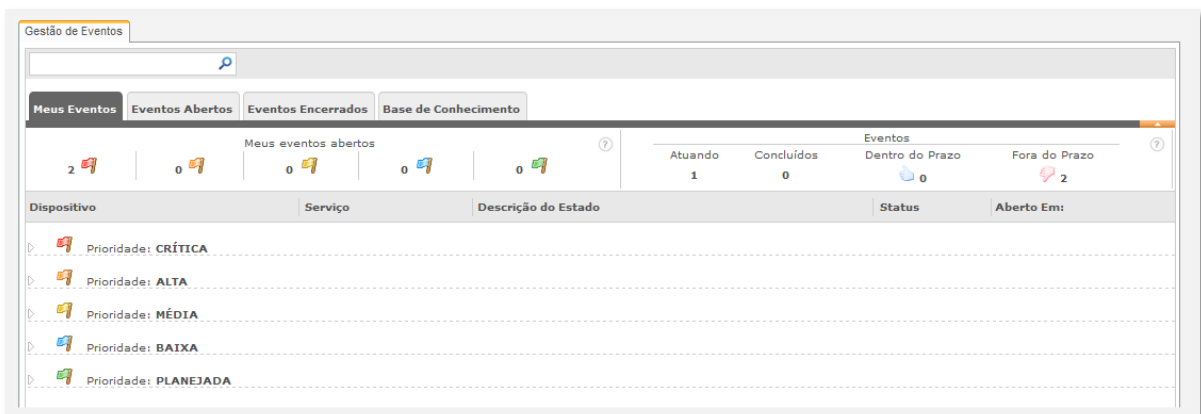 Gestão de Eventos
Meus Eventos Eventos Abertos Eventos Encerrados Base de Conhecimento
Meus eventos abertos ?
2 0 0 0 0
Eventos ?
Atuando Concluídos Dentro do Prazo Fora do Prazo
1 0 0 2
Dispositivo Serviço Descrição do Estado Status Aberto Em:
Prioridade: CRÍTICA
Prioridade: ALTA
Prioridade: MÉDIA
Prioridade: BAIXA
Prioridade: PLANEJADA